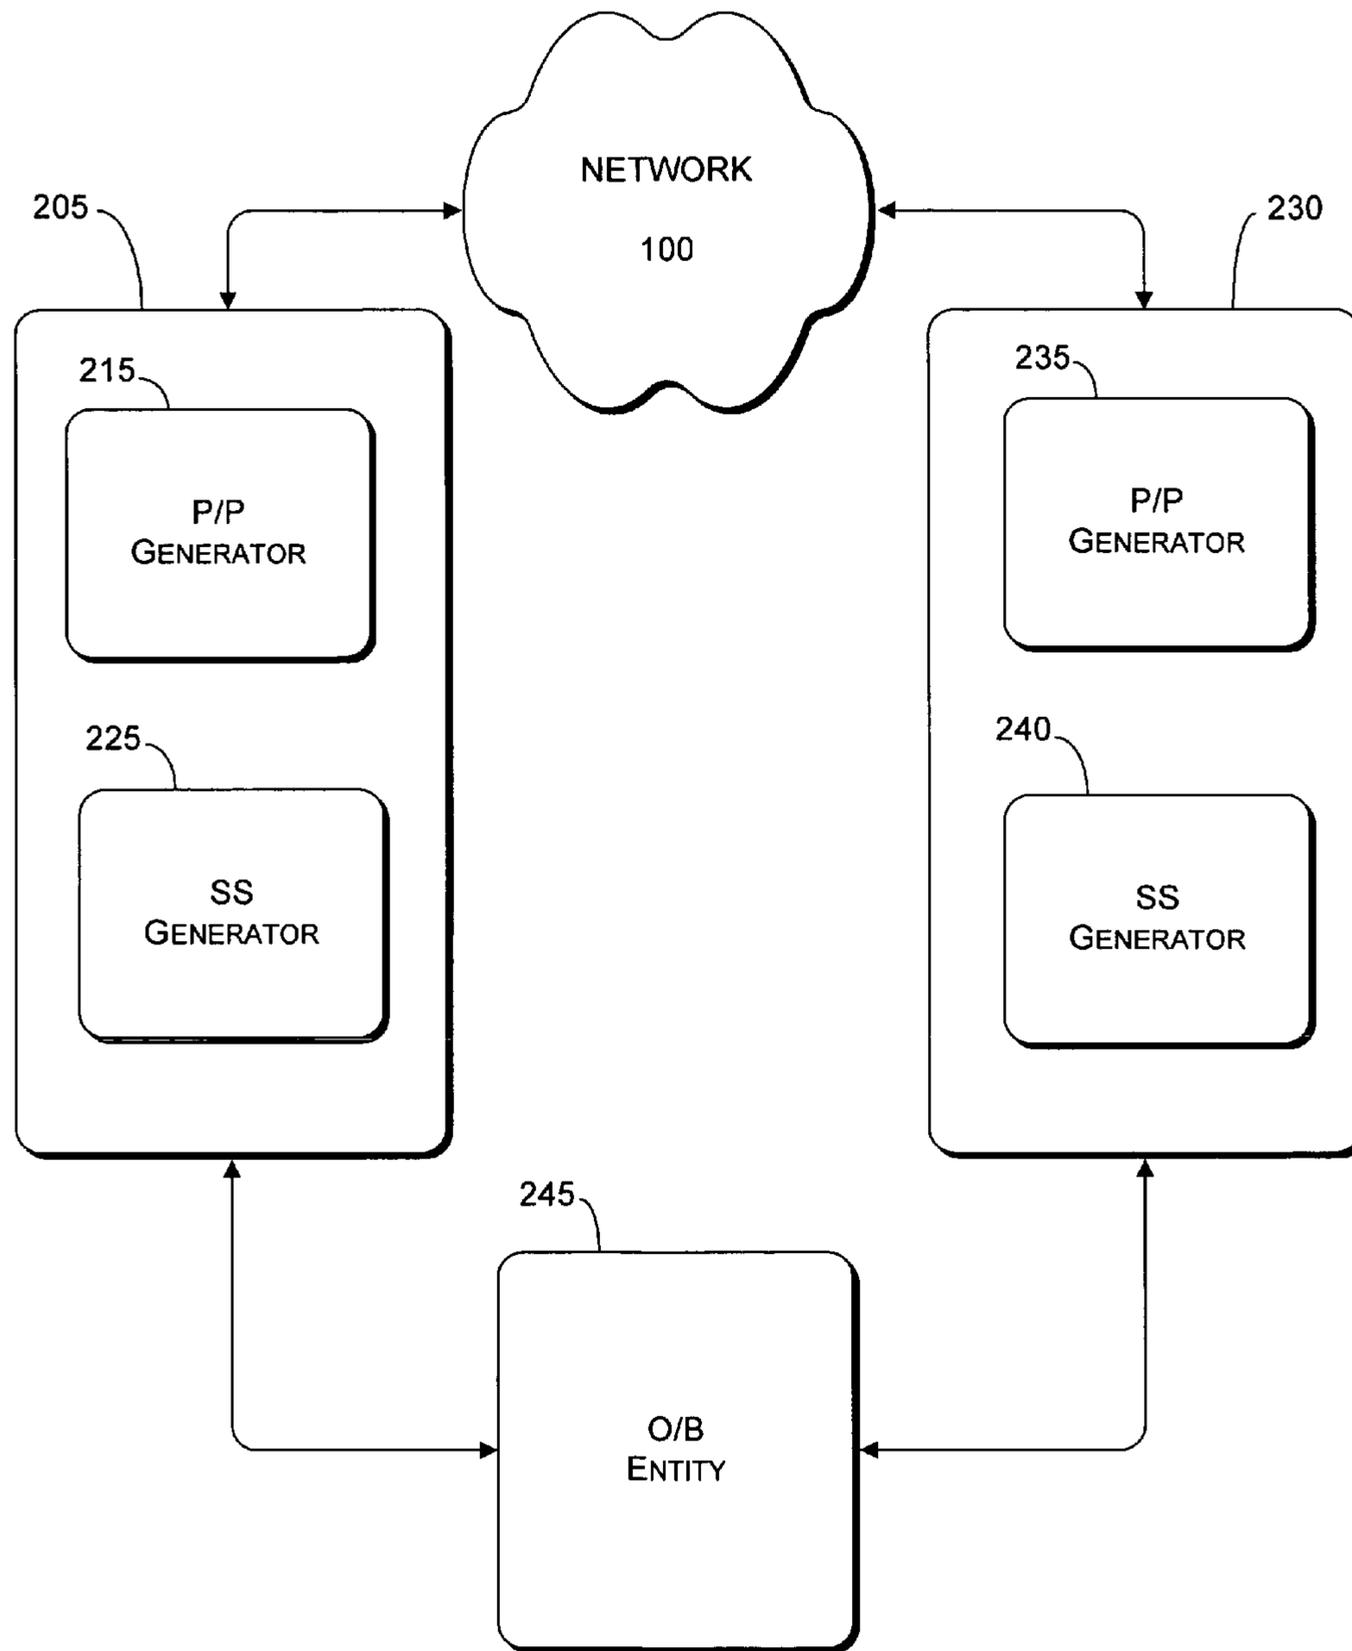 NETWORK
100
205
230
215
235
P/P
GENERATOR
P/P
GENERATOR
225
240
SS
GENERATOR
SS
GENERATOR
245
O/B
ENTITY